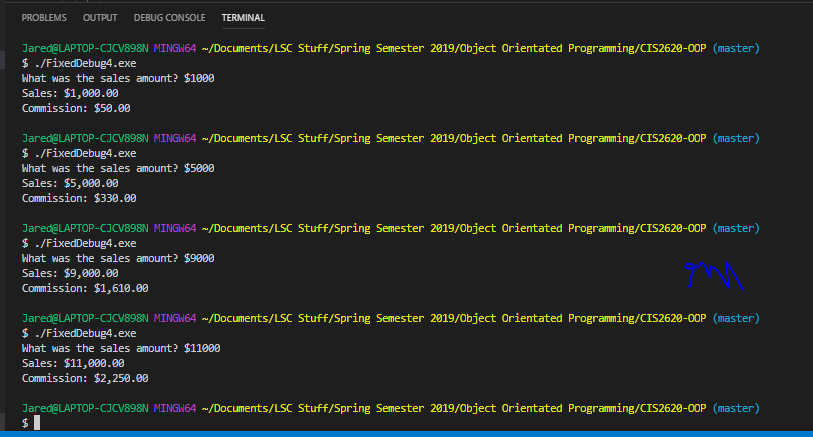 PROBLEMS OUTPUT DEBUG CONSOLE TERMINAL
Jared@LAPTOP-CJCV898N MINGW64 ~/Documents/LSC Stuff/Spring Semester 2019/Object Orientated Programming/CIS2620-OOP (master)
$ ./FixedDebug4.exe
What was the sales amount? $1000
Sales: $1,000.00
Commission: $50.00
Jared@LAPTOP-CJCV898N MINGW64 ~/Documents/LSC Stuff/Spring Semester 2019/Object Orientated Programming/CIS2620-OOP (master)
$ ./FixedDebug4.exe
What was the sales amount? $5000
Sales: $5,000.00
Commission: $330.00
Jared@LAPTOP-CJCV898N MINGW64 ~/Documents/LSC Stuff/Spring Semester 2019/Object Orientated Programming/CIS2620-OOP (master)
$ ./FixedDebug4.exe
What was the sales amount? $9000
Sales: $9,000.00
Commission: $1,610.00
Jared@LAPTOP-CJCV898N MINGW64 ~/Documents/LSC Stuff/Spring Semester 2019/Object Orientated Programming/CIS2620-OOP (master)
$ ./FixedDebug4.exe
What was the sales amount? $11000
Sales: $11,000.00
Commission: $2,250.00
Jared@LAPTOP-CJCV898N MINGW64 ~/Documents/LSC Stuff/Spring Semester 2019/Object Orientated Programming/CIS2620-OOP (master)
$